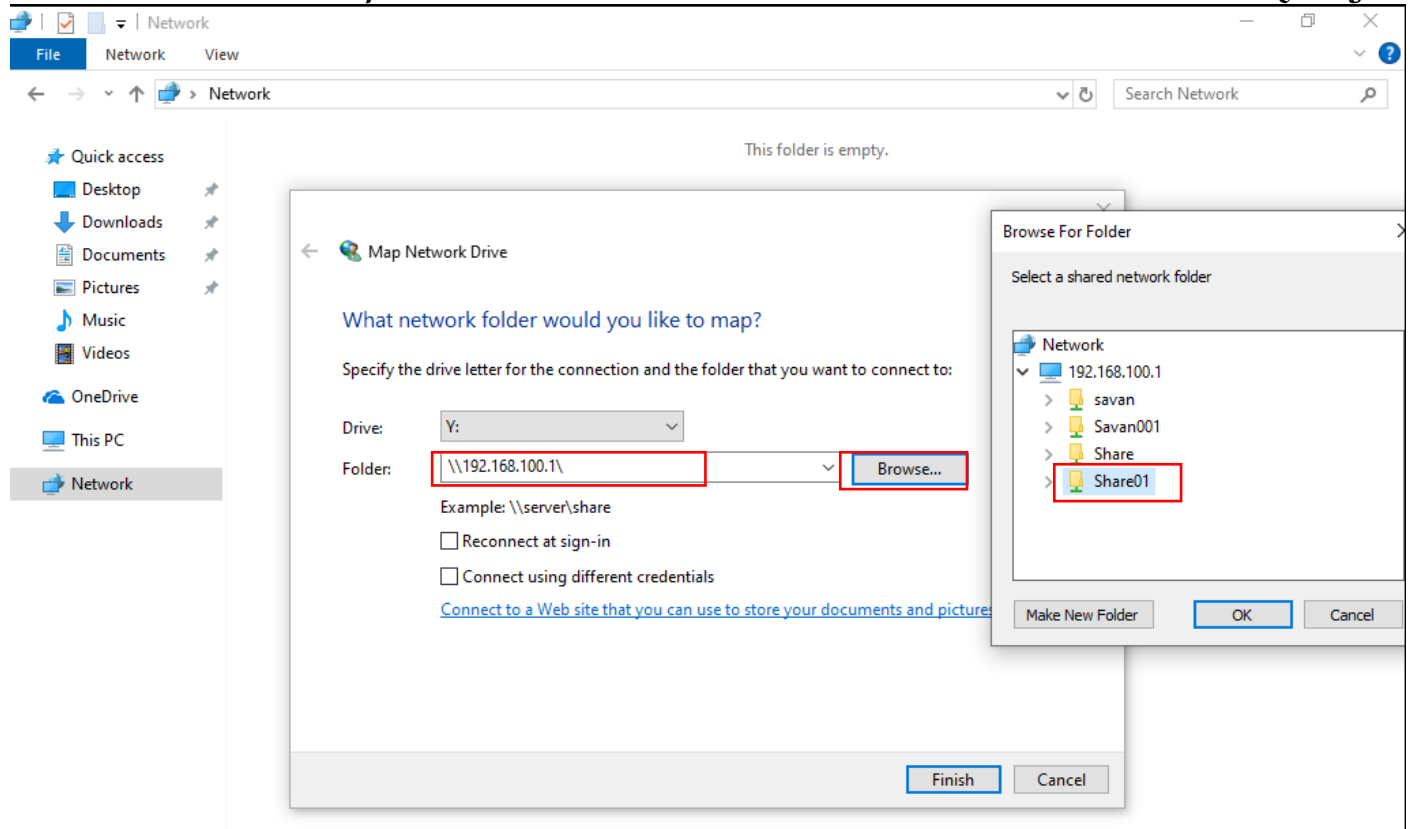 Network
File Network View
Network
Search Network
This folder is empty.
Quick access
Desktop
Downloads
Documents
Pictures
Music
Videos
OneDrive
This PC
Network
Map Network Drive
What network folder would you like to map?
Specify the drive letter for the connection and the folder that you want to connect to:
Drive: Y:
Folder: \\192.168.100.1\ Browse...
Example: \\server\share
Reconnect at sign-in
Connect using different credentials
Connect to a Web site that you can use to store your documents and pictures
Finish Cancel
Browse For Folder
Select a shared network folder
Network
192.168.100.1
savan
Savan001
Share
Share01
Make New Folder OK Cancel